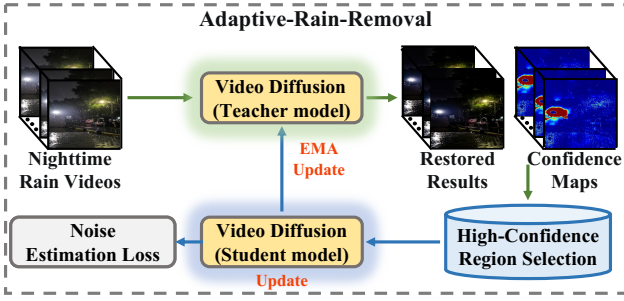 Adaptive-Rain-Removal
Video Diffusion
(Teacher model)
Nighttime
Rain Videos
EMA
Update
Restored
Results
Confidence
Maps
Noise
Estimation Loss
Video Diffusion
(Student model)
Update
High-Confidence
Region Selection